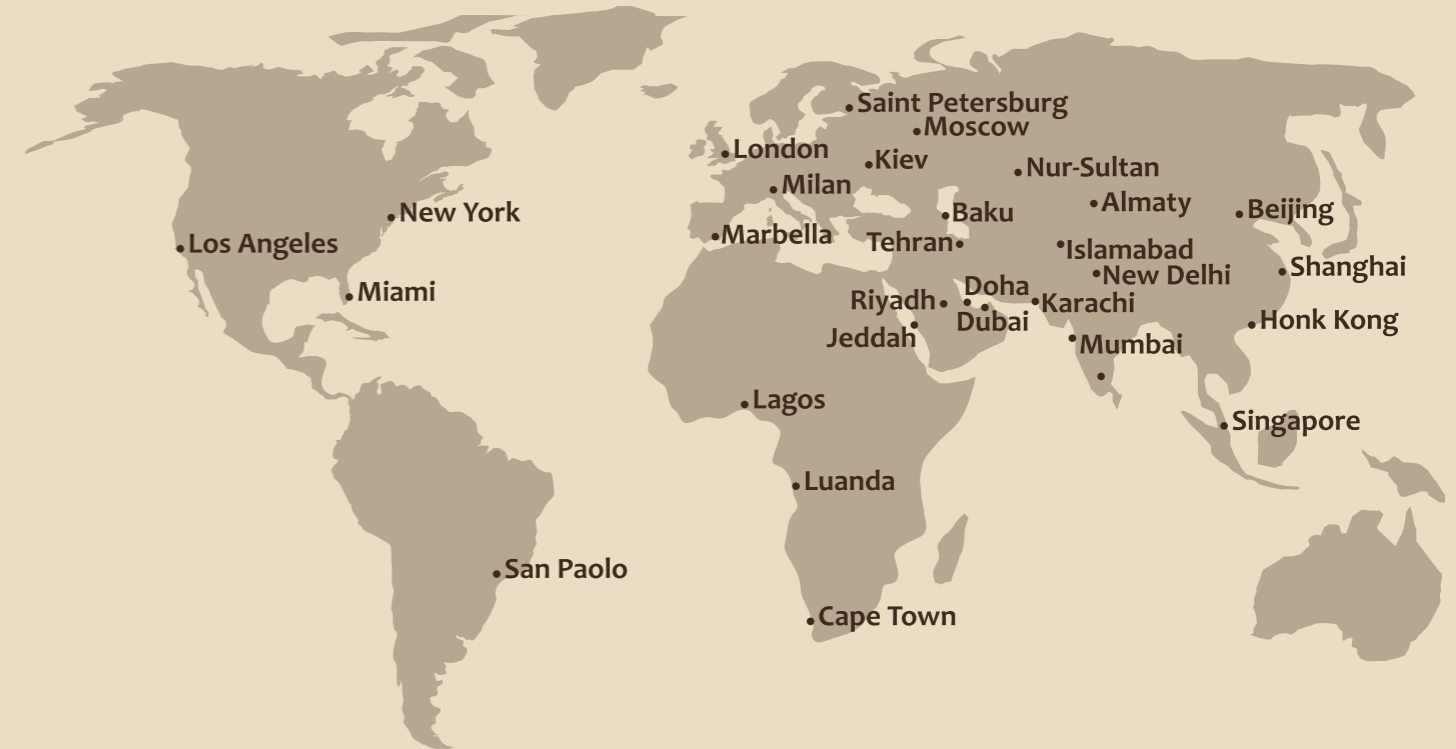 Saint Petersburg
Moscow
London
Kiev
Nur-Sultan
Milan
Almaty
New York
Baku
Beijing
Marbella
Tehran
Los Angeles
Islamabad
Shanghai
New Delhi
Miami
Doha
Riyadh
Karachi
Dubai
Honk Kong
Jeddah
Mumbai
Lagos
Singapore
Luanda
San Paolo
Cape Town